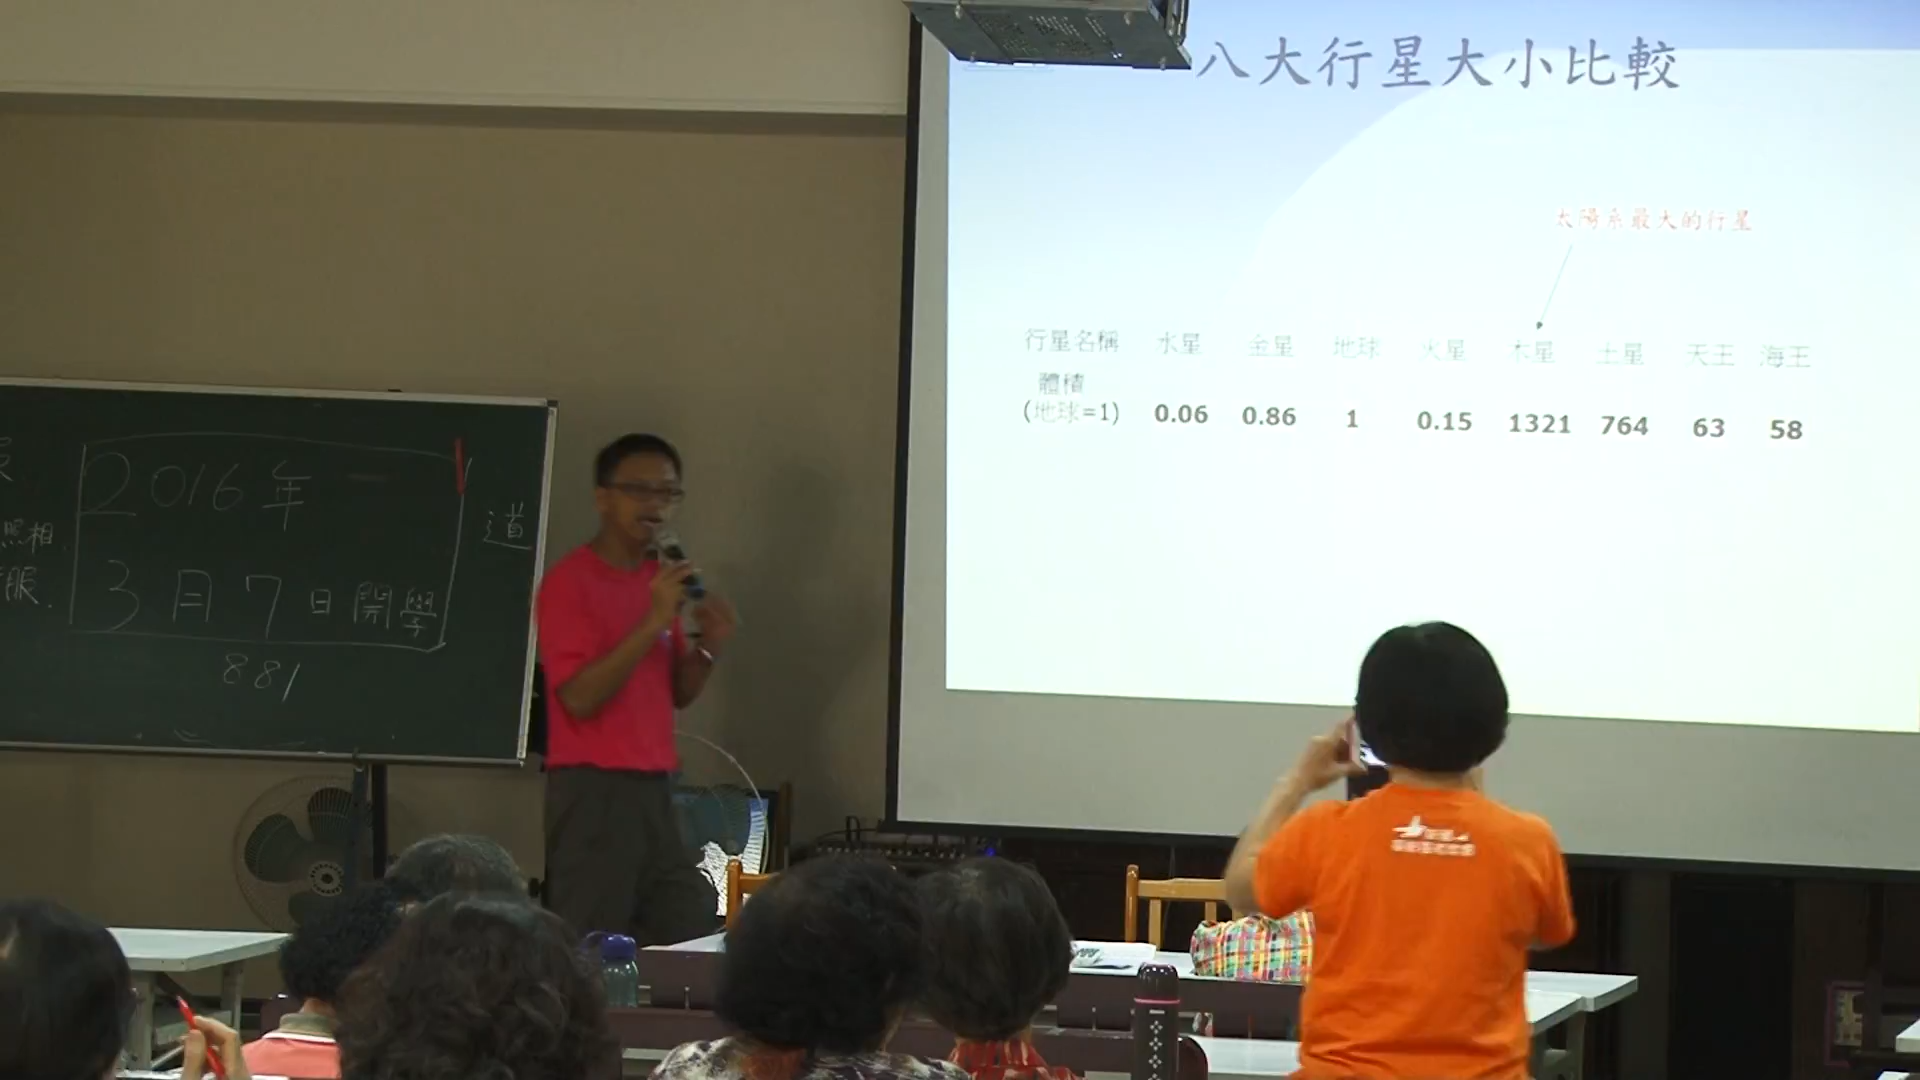 八大行星大小比較
太陽系最大的行星
行星名稱 水星 金星 地球 火星 木星 土星 天王 海王
體積
(地球=1) 0.06 0.86 1 0.15 1321 764 63 58
2016年
照相
道
服.
3月7日開學
881